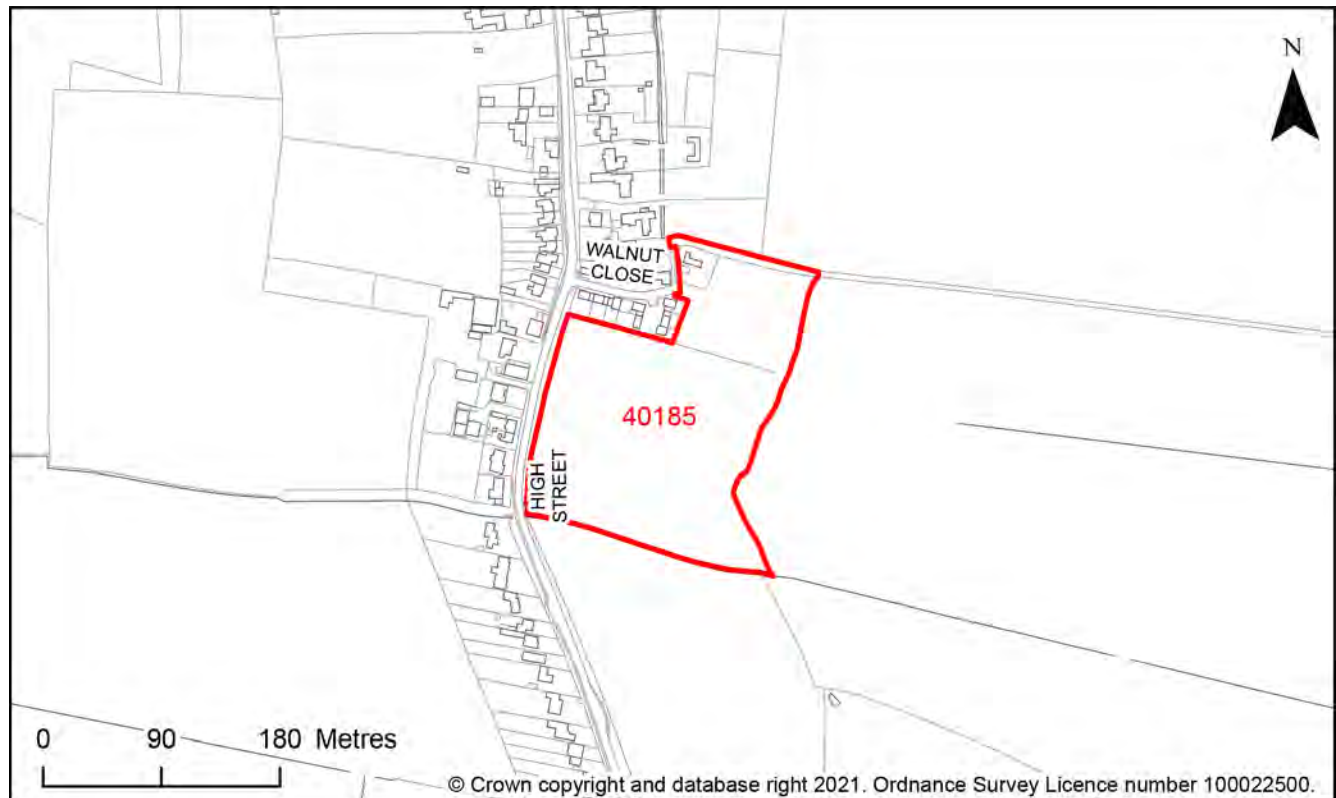 N
WALNUT
CLOSE
40185
HIGH
STREET
0 90 180 Metres
© Crown copyright and database right 2021. Ordnance Survey Licence number 100022500.